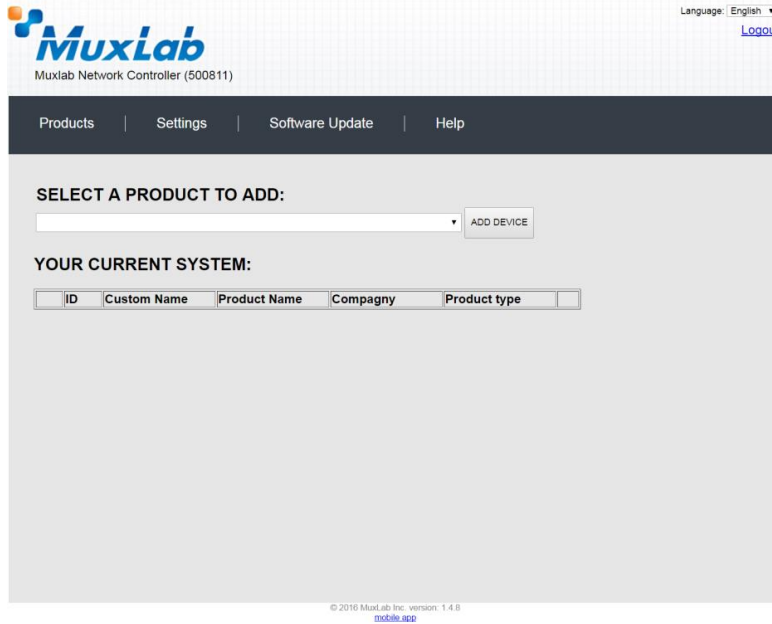 Language: English
Logou
MuxLab
Muxlab Network Controller (500811)
Products | Settings | Software Update | Help
SELECT A PRODUCT TO ADD:
ADD DEVICE
YOUR CURRENT SYSTEM:
ID Custom Name Product Name Compagny Product type
© 2016 MuxLab Inc. version: 1.4.8
mobile app